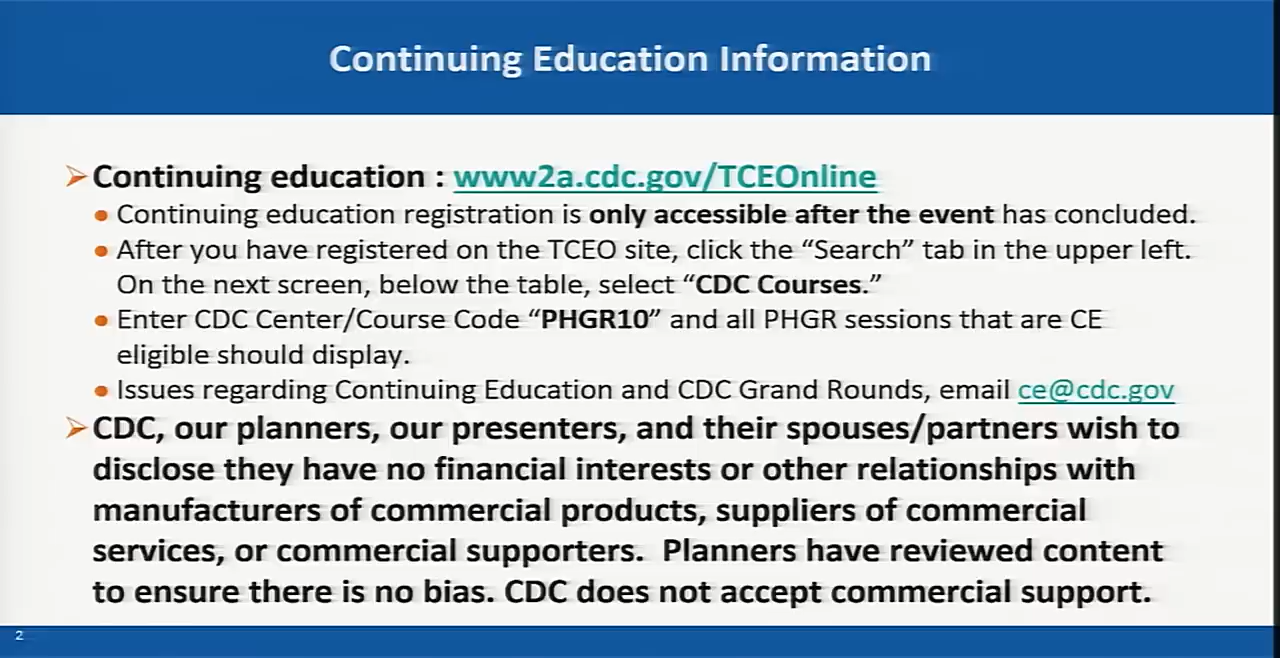 Continuing Education Information
➢Continuing education : www2a.cdc.gov/TCEOnline
• Continuing education registration is only accessible after the event has concluded.
• After you have registered on the TCEO site, click the “Search” tab in the upper left.
On the next screen, below the table, select “CDC Courses.”
• Enter CDC Center/Course Code “PHGR10” and all PHGR sessions that are CE
eligible should display.
• Issues regarding Continuing Education and CDC Grand Rounds, email ce@cdc.gov
➢CDC, our planners, our presenters, and their spouses/partners wish to
disclose they have no financial interests or other relationships with
manufacturers of commercial products, suppliers of commercial
services, or commercial supporters.  Planners have reviewed content
to ensure there is no bias. CDC does not accept commercial support.
2